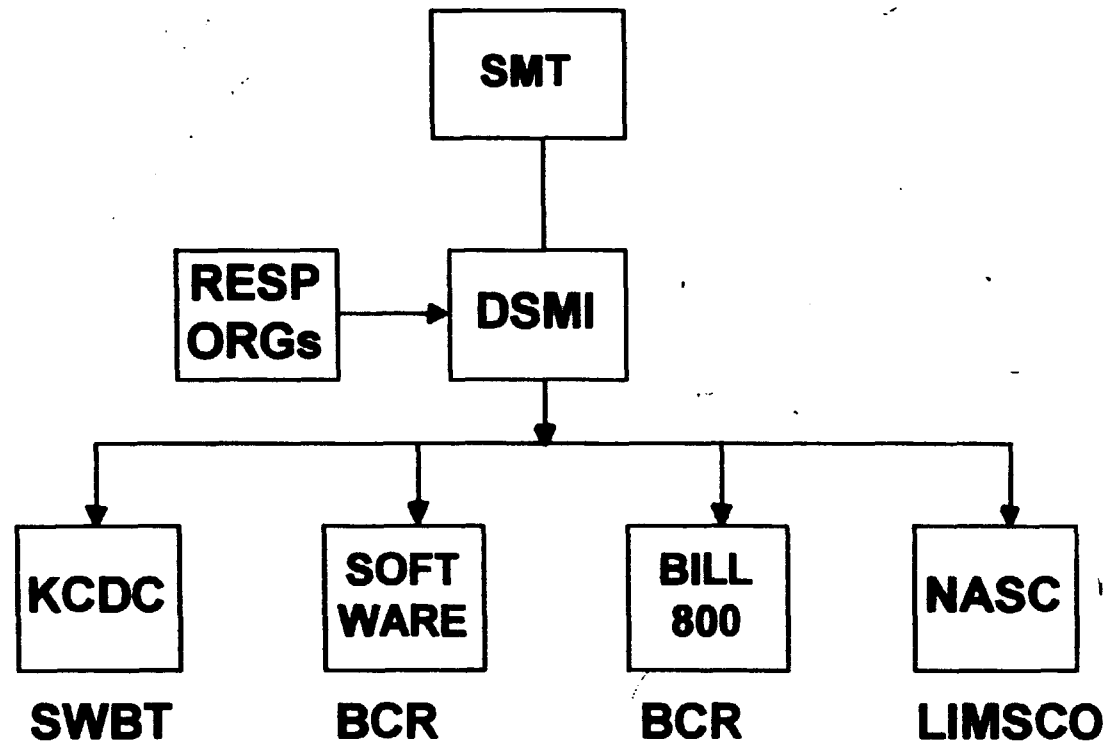 SMT
RESP
ORGs
DSMI
KCDC
SOFT
WARE
BILL
800
NASC
SWBT
BCR
BCR
LIMSCO